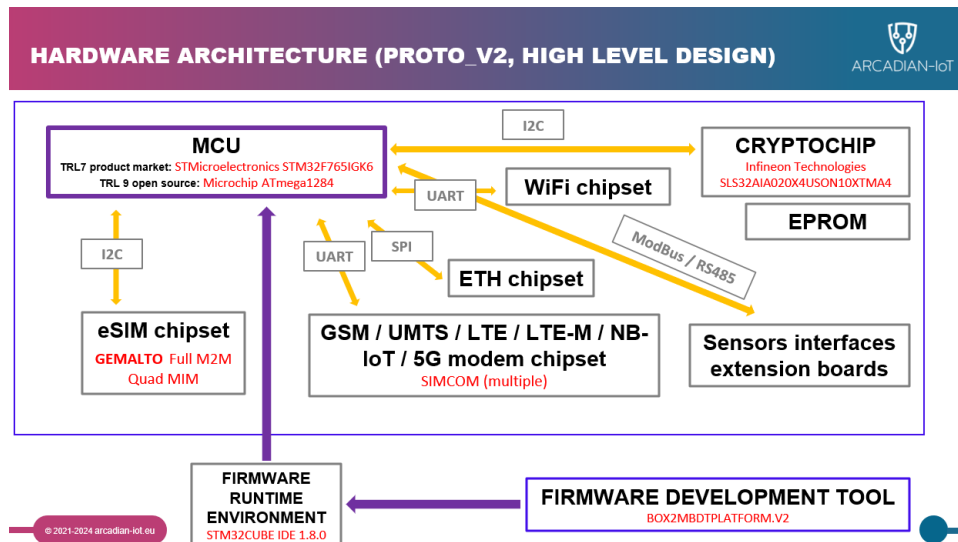 HARDWARE ARCHITECTURE (PROTO_V2, HIGH LEVEL DESIGN)
ARCADIAN-IoT
MCU
TRL7 product market: STMicroelectronics STM32F765IGK6
TRL 9 open source: Microchip ATmega1284
I2C
CRYPTOCHIP
Infineon Technologies
SLS32AIA020X4USON10XTMA4
UART
WiFi chipset
EPROM
I2C
UART
SPI
ModBus / RS485
ETH chipset
eSIM chipset
GEMALTO Full M2M
Quad MIM
GSM / UMTS / LTE / LTE-M / NB-
IoT / 5G modem chipset
SIMCOM (multiple)
Sensors interfaces
extension boards
FIRMWARE
RUNTIME
ENVIRONMENT
STM32CUBE IDE 1.8.0
FIRMWARE DEVELOPMENT TOOL
BOX2MBDTPLATFORM.V2
© 2021-2024 arcadian-iot.eu